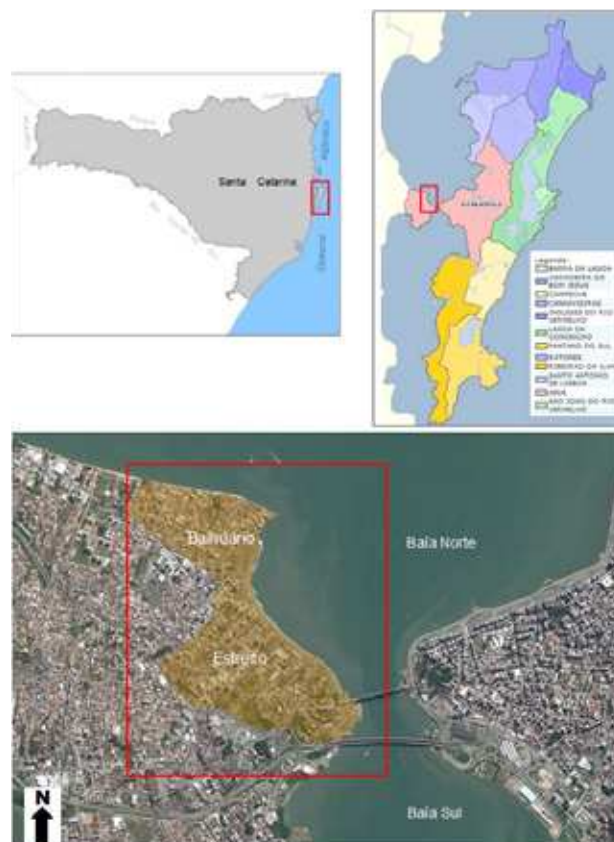 Santa Catarina
Oceano
Atlântico
Legenda
BARRA DA LAGOA
CACHOEIRA DO
BOM JESUS
CAMPECHE
CANASVIEIRAS
INGLESES DO RIO
VERMELHO
LAGOA DA
CONCEIÇÃO
PANTANO DO SUL
RATONES
RIBEIRÃO DA ILHA
SANTO ANTONIO
DE LISBOA
SEDE
SÃO JOÃO DO RIO
VERMELHO
Balneário
Baía Norte
Estreito
N
Baía Sul